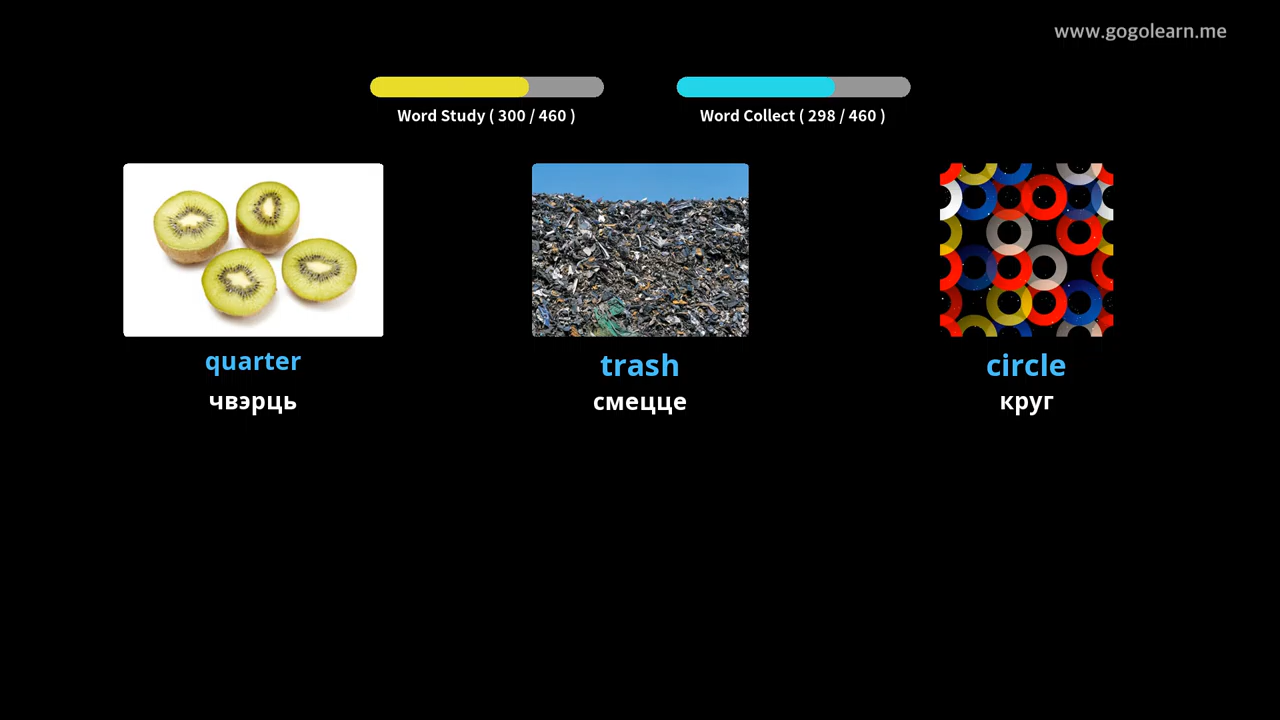 www.gogolearn.me
Word Study ( 300 / 460 )
Word Collect ( 298 / 460 )
quarter
чвэрць
trash
смецце
circle
круг